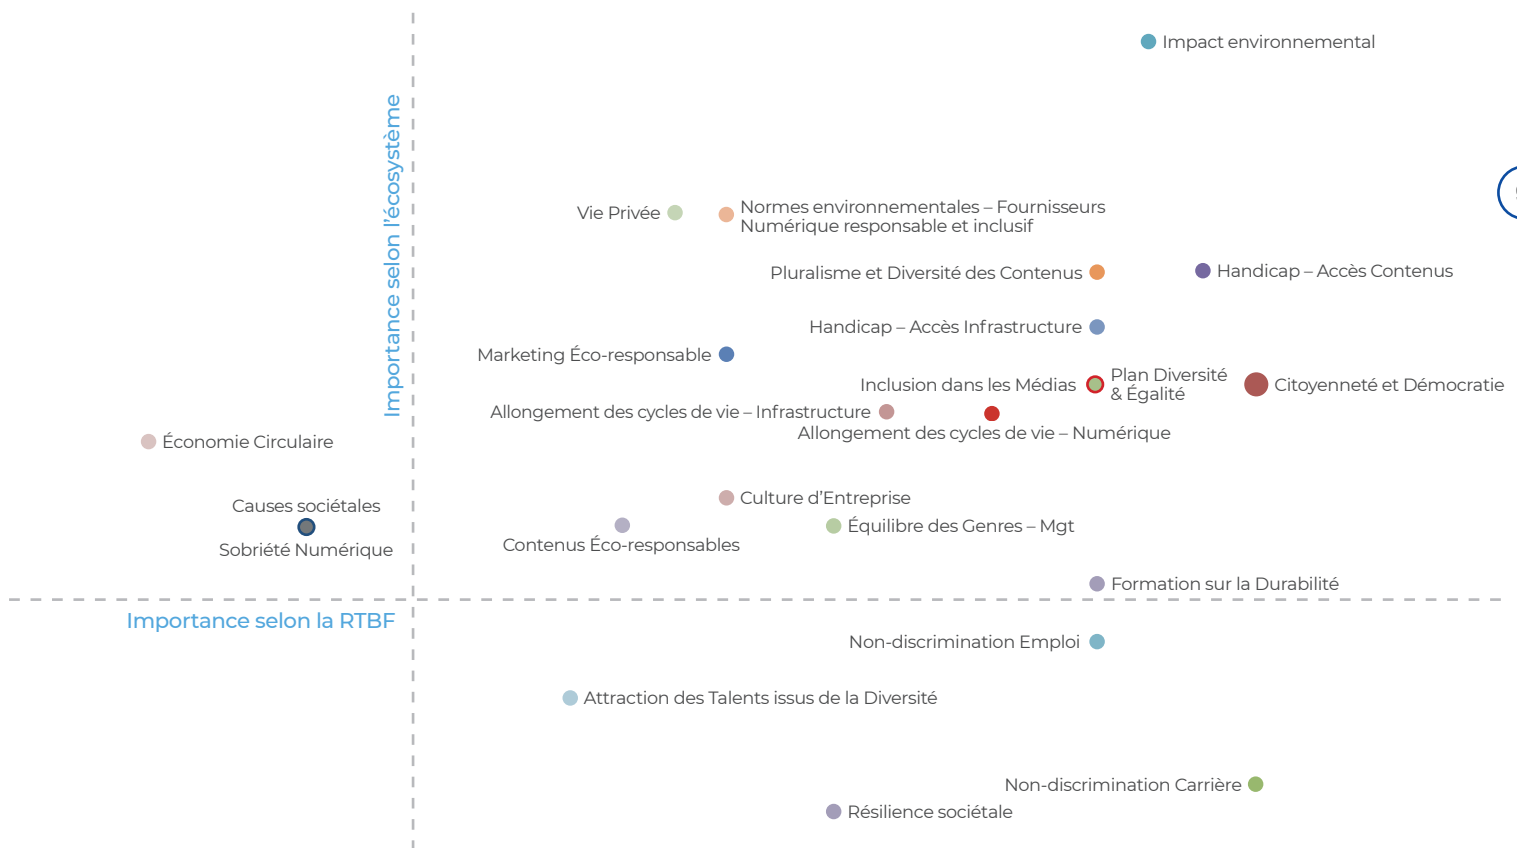 Impact environnemental
Importance selon l'écosystème
Vie Privée
Normes environnementales – Fournisseurs
Numérique responsable et inclusif
Pluralisme et Diversité des Contenus
Handicap – Accès Contenus
Handicap – Accès Infrastructure
Marketing Éco-responsable
Inclusion dans les Médias
Plan Diversité
& Égalité
Citoyenneté et Démocratie
Allongement des cycles de vie – Infrastructure
Allongement des cycles de vie – Numérique
Économie Circulaire
Causes sociétales
Sobriété Numérique
Culture d'Entreprise
Contenus Éco-responsables
Équilibre des Genres – Mgt
Formation sur la Durabilité
Importance selon la RTBF
Non-discrimination Emploi
Attraction des Talents issus de la Diversité
Non-discrimination Carrière
Résilience sociétale